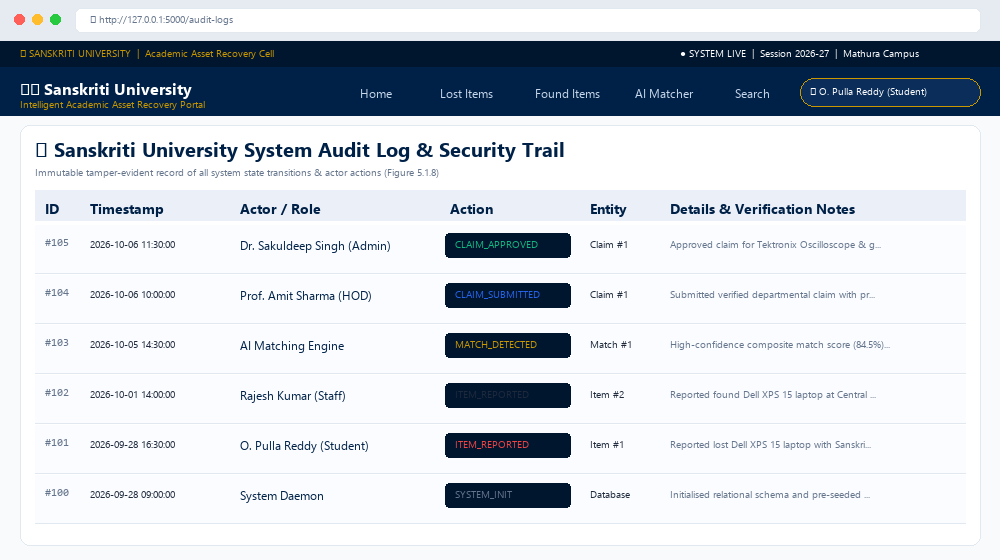 http://127.0.0.1:5000/audit-logs
SANSKRITI UNIVERSITY | Academic Asset Recovery Cell
● SYSTEM LIVE | Session 2026-27 | Mathura Campus
Sanskriti University
Intelligent Academic Asset Recovery Portal
Home Lost Items Found Items AI Matcher Search O. Pulla Reddy (Student)
Sanskriti University System Audit Log & Security Trail
Immutable tamper-evident record of all system state transitions & actor actions (Figure 5.1.8)
ID Timestamp Actor / Role Action Entity Details & Verification Notes
#105 2026-10-06 11:30:00 Dr. Sakuldeep Singh (Admin) CLAIM_APPROVED Claim #1 Approved claim for Tektronix Oscilloscope & g...
#104 2026-10-06 10:00:00 Prof. Amit Sharma (HOD) CLAIM_SUBMITTED Claim #1 Submitted verified departmental claim with pr...
#103 2026-10-05 14:30:00 AI Matching Engine MATCH_DETECTED Match #1 High-confidence composite match score (84.5%)...
#102 2026-10-01 14:00:00 Rajesh Kumar (Staff) ITEM_REPORTED Item #2 Reported found Dell XPS 15 laptop at Central ...
#101 2026-09-28 16:30:00 O. Pulla Reddy (Student) ITEM_REPORTED Item #1 Reported lost Dell XPS 15 laptop with Sanskri...
#100 2026-09-28 09:00:00 System Daemon SYSTEM_INIT Database Initialised relational schema and pre-seeded ...